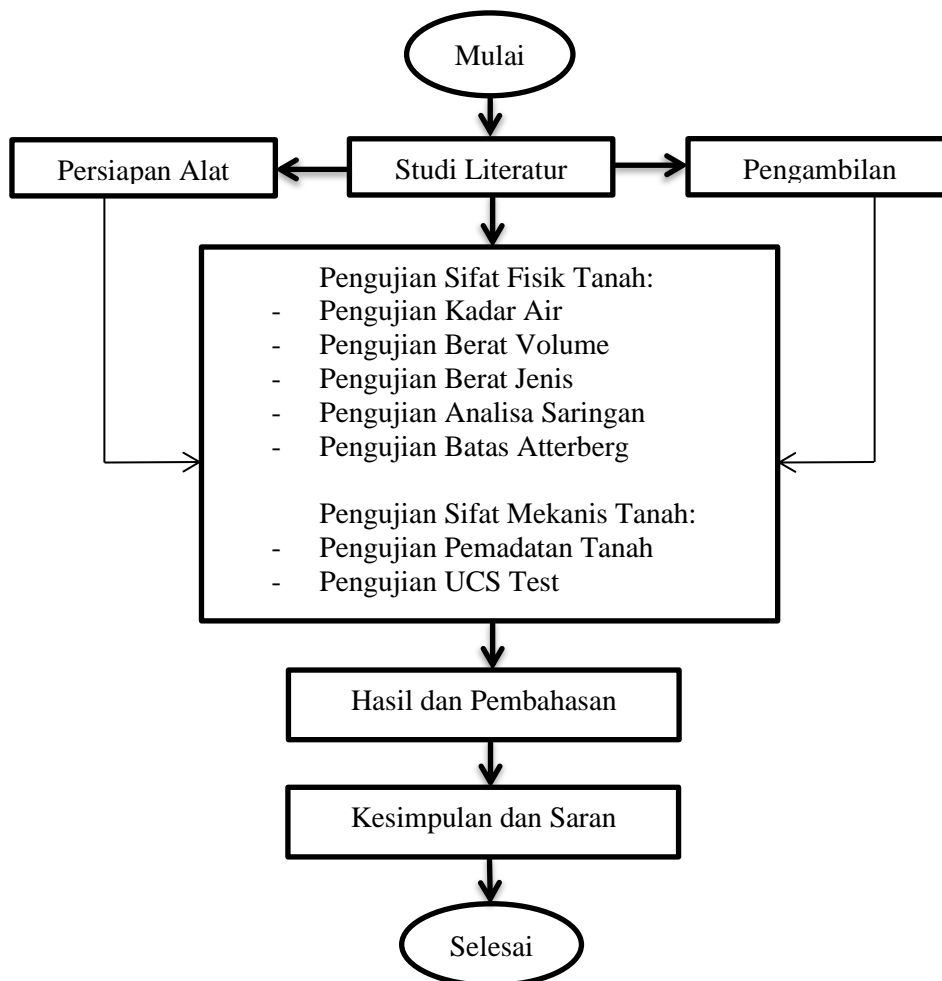 Mulai
Persiapan Alat
Studi Literatur
Pengambilan
Pengujian Sifat Fisik Tanah:
- Pengujian Kadar Air
- Pengujian Berat Volume
- Pengujian Berat Jenis
- Pengujian Analisa Saringan
- Pengujian Batas Atterberg
Pengujian Sifat Mekanis Tanah:
- Pengujian Pemadatan Tanah
- Pengujian UCS Test
Hasil dan Pembahasan
Kesimpulan dan Saran
Selesai